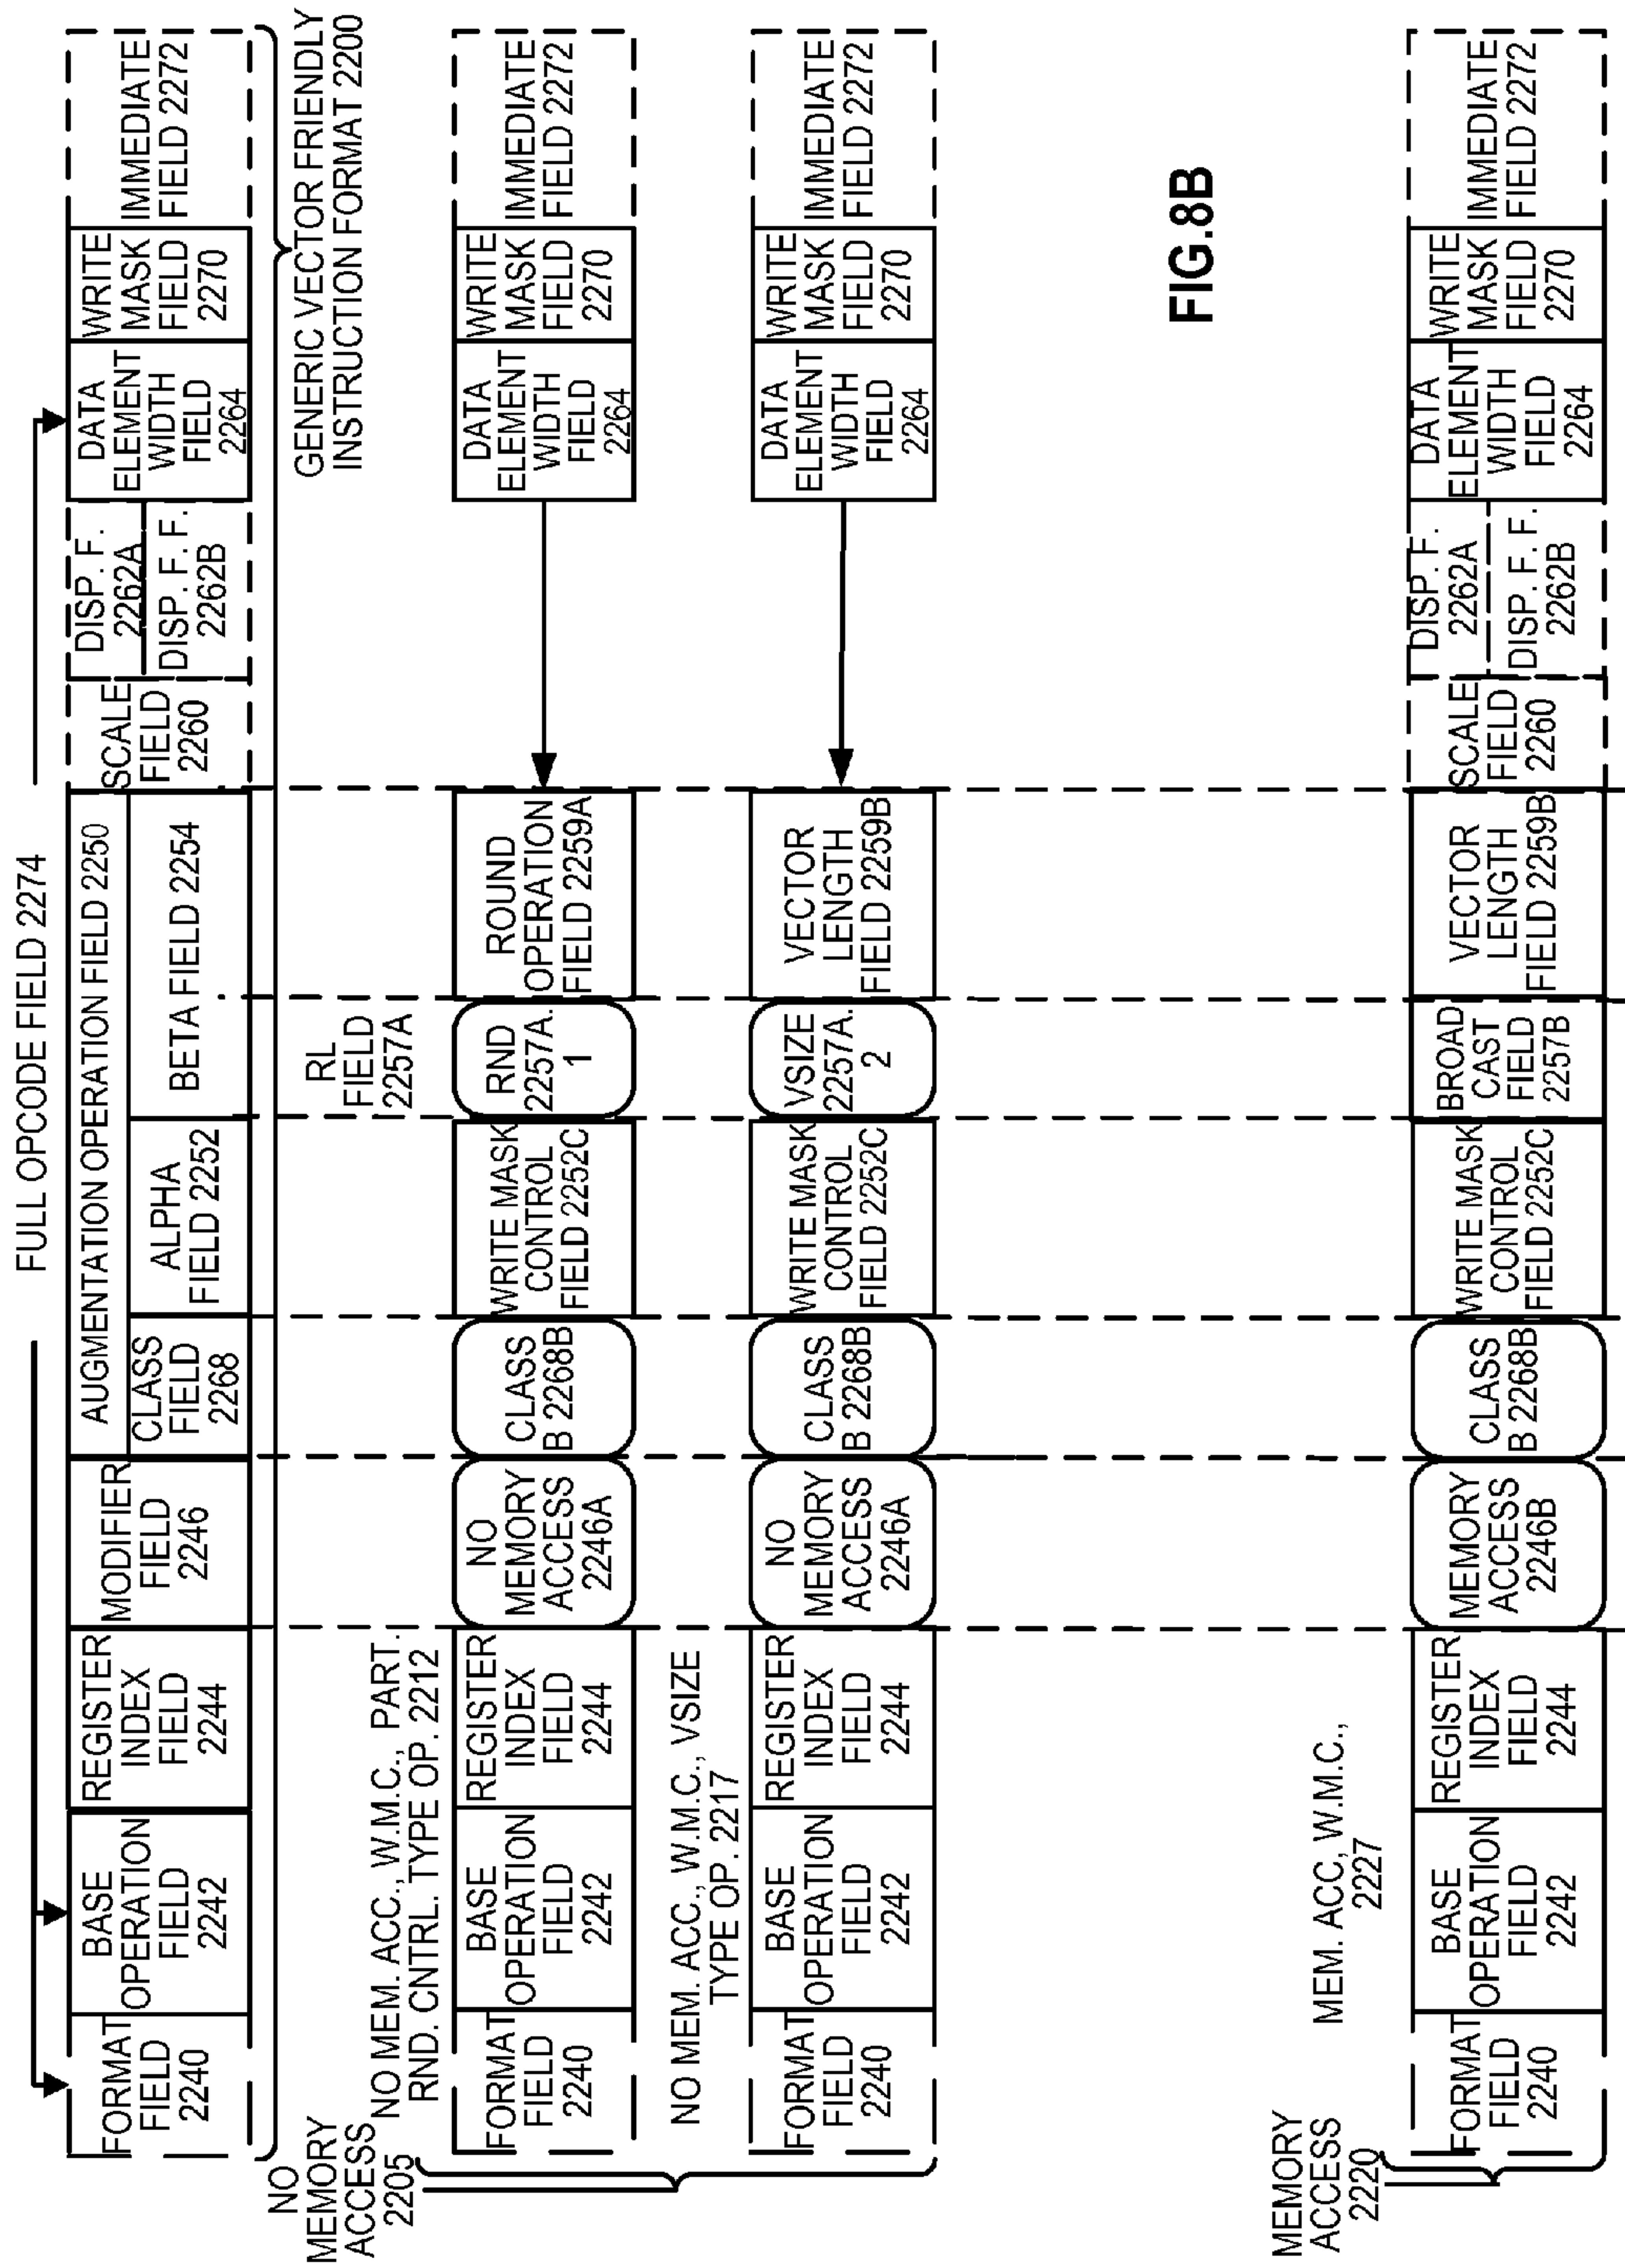 FULL OPCODE FIELD 2274
FORMAT
FIELD
2240
BASE
OPERATION
FIELD
2242
REGISTER
INDEX
FIELD
2244
MODIFIER
FIELD
2246
AUGMENTATION OPERATION FIELD 2250
CLASS
FIELD
2268
ALPHA
FIELD 2252
BETA FIELD 2254
SCALE
FIELD
2260
DISP. F.
2262A
DISP. F. F.
2262B
DATA
ELEMENT
WIDTH
FIELD
2264
WRITE
MASK
FIELD
2270
IMMEDIATE
FIELD 2272
GENERIC VECTOR FRIENDLY
INSTRUCTION FORMAT 2200
NO
MEMORY
ACCESS
2205
NO MEM. ACC., W.M.C., PART.
RND. CNTRL. TYPE OP. 2212
RL
FIELD
2257A
FORMAT
FIELD
2240
BASE
OPERATION
FIELD
2242
REGISTER
INDEX
FIELD
2244
NO
MEMORY
ACCESS
2246A
CLASS
B 2268B
WRITE MASK
CONTROL
FIELD 2252C
RND
2257A.
1
ROUND
OPERATION
FIELD 2259A
DATA
ELEMENT
WIDTH
FIELD
2264
WRITE
MASK
FIELD
2270
IMMEDIATE
FIELD 2272
NO MEM. ACC., W.M.C., VSIZE
TYPE OP. 2217
FORMAT
FIELD
2240
BASE
OPERATION
FIELD
2242
REGISTER
INDEX
FIELD
2244
NO
MEMORY
ACCESS
2246A
CLASS
B 2268B
WRITE MASK
CONTROL
FIELD 2252C
VSIZE
2257A.
2
VECTOR
LENGTH
FIELD 2259B
DATA
ELEMENT
WIDTH
FIELD
2264
WRITE
MASK
FIELD
2270
IMMEDIATE
FIELD 2272
FIG.8B
MEMORY
ACCESS
2220
MEM. ACC, W.M.C.,
2227
FORMAT
FIELD
2240
BASE
OPERATION
FIELD
2242
REGISTER
INDEX
FIELD
2244
MEMORY
ACCESS
2246B
CLASS
B 2268B
WRITE MASK
CONTROL
FIELD 2252C
BROAD
CAST
FIELD
2257B
VECTOR
LENGTH
FIELD 2259B
SCALE
FIELD
2260
DISP. F.
2262A
DISP. F. F.
2262B
DATA
ELEMENT
WIDTH
FIELD
2264
WRITE
MASK
FIELD
2270
IMMEDIATE
FIELD 2272